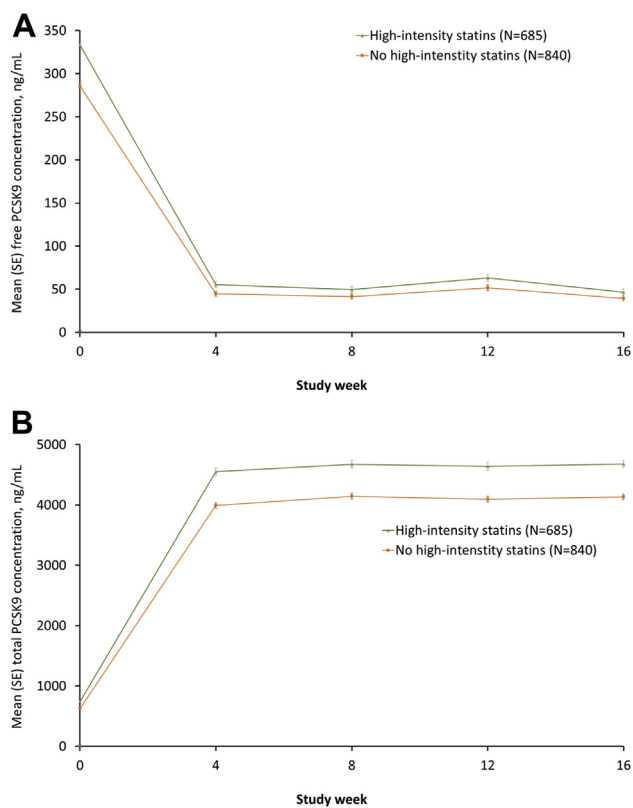 A
350
300
250
200
150
100
50
0
Mean (SE) free PCSK9 concentration, ng/mL
High-intensity statins (N=685)
No high-intenstity statins (N=840)
0 4 8 12 16
Study week
B
5000
4000
3000
2000
1000
0
Mean (SE) total PCSK9 concentration, ng/mL
High-intensity statins (N=685)
No high-intenstity statins (N=840)
0 4 8 12 16
Study week